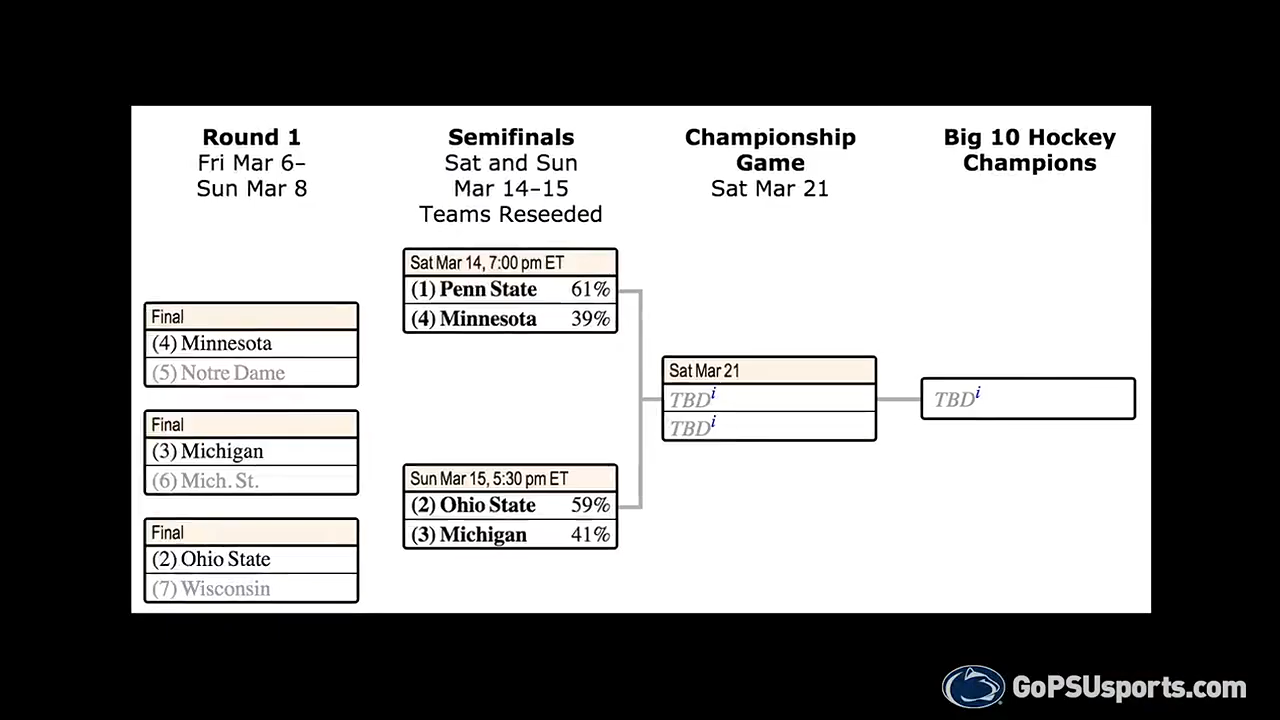 Round 1
Fri Mar 6–
Sun Mar 8
Semifinals
Sat and Sun
Mar 14–15
Teams Reseeded
Championship
Game
Sat Mar 21
Big 10 Hockey
Champions
Final
(4) Minnesota
(5) Notre Dame
Final
(3) Michigan
(6) Mich. St.
Final
(2) Ohio State
(7) Wisconsin
Sat Mar 14, 7:00 pm ET
(1) Penn State 61%
(4) Minnesota 39%
Sun Mar 15, 5:30 pm ET
(2) Ohio State 59%
(3) Michigan 41%
Sat Mar 21
TBD i
TBD i
TBD i
GoPSUsports.com